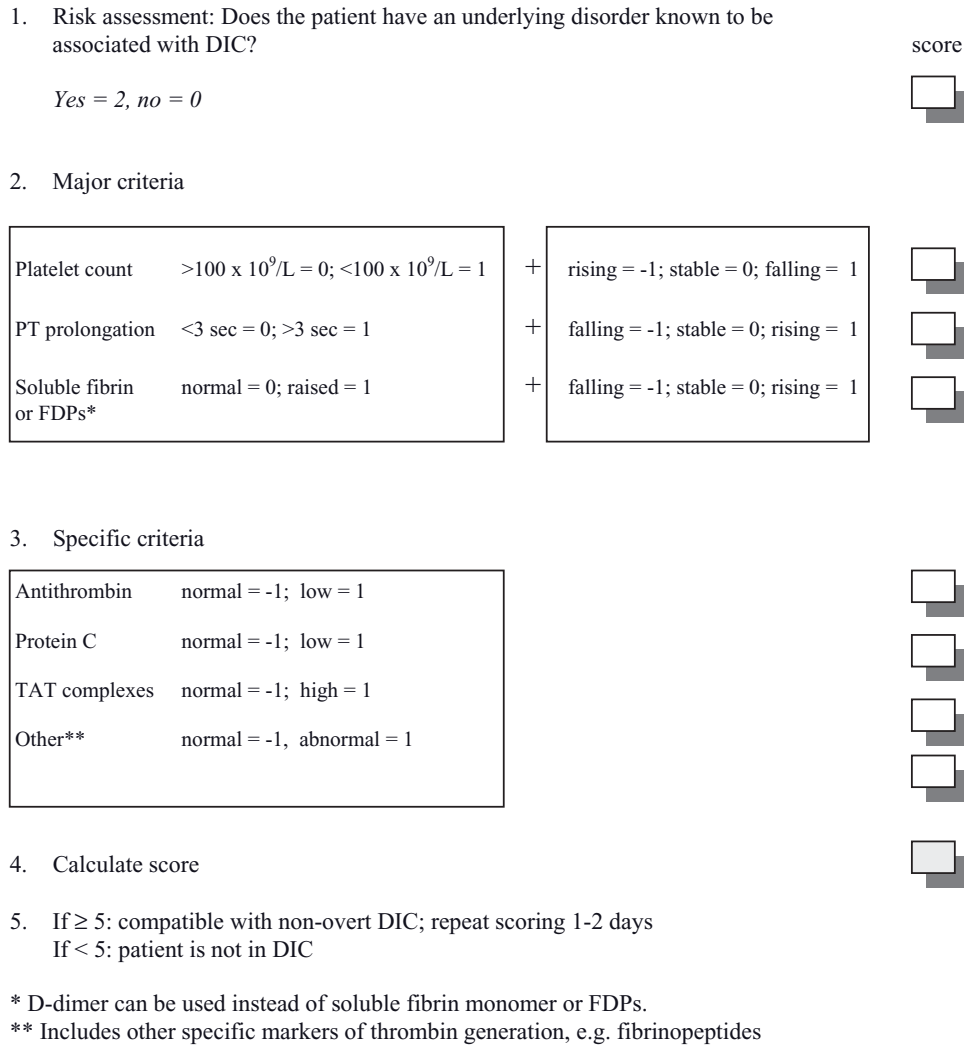 1. Risk assessment: Does the patient have an underlying disorder known to be
associated with DIC?
score
Yes = 2, no = 0
2. Major criteria
Platelet count >100 x 10⁹/L = 0; <100 x 10⁹/L = 1 + rising = -1; stable = 0; falling = 1
PT prolongation <3 sec = 0; >3 sec = 1 + falling = -1; stable = 0; rising = 1
Soluble fibrin normal = 0; raised = 1 + falling = -1; stable = 0; rising = 1
or FDPs*
3. Specific criteria
Antithrombin normal = -1; low = 1
Protein C normal = -1; low = 1
TAT complexes normal = -1; high = 1
Other** normal = -1, abnormal = 1
4. Calculate score
5. If ≥ 5: compatible with non-overt DIC; repeat scoring 1-2 days
If < 5: patient is not in DIC
* D-dimer can be used instead of soluble fibrin monomer or FDPs.
** Includes other specific markers of thrombin generation, e.g. fibrinopeptides